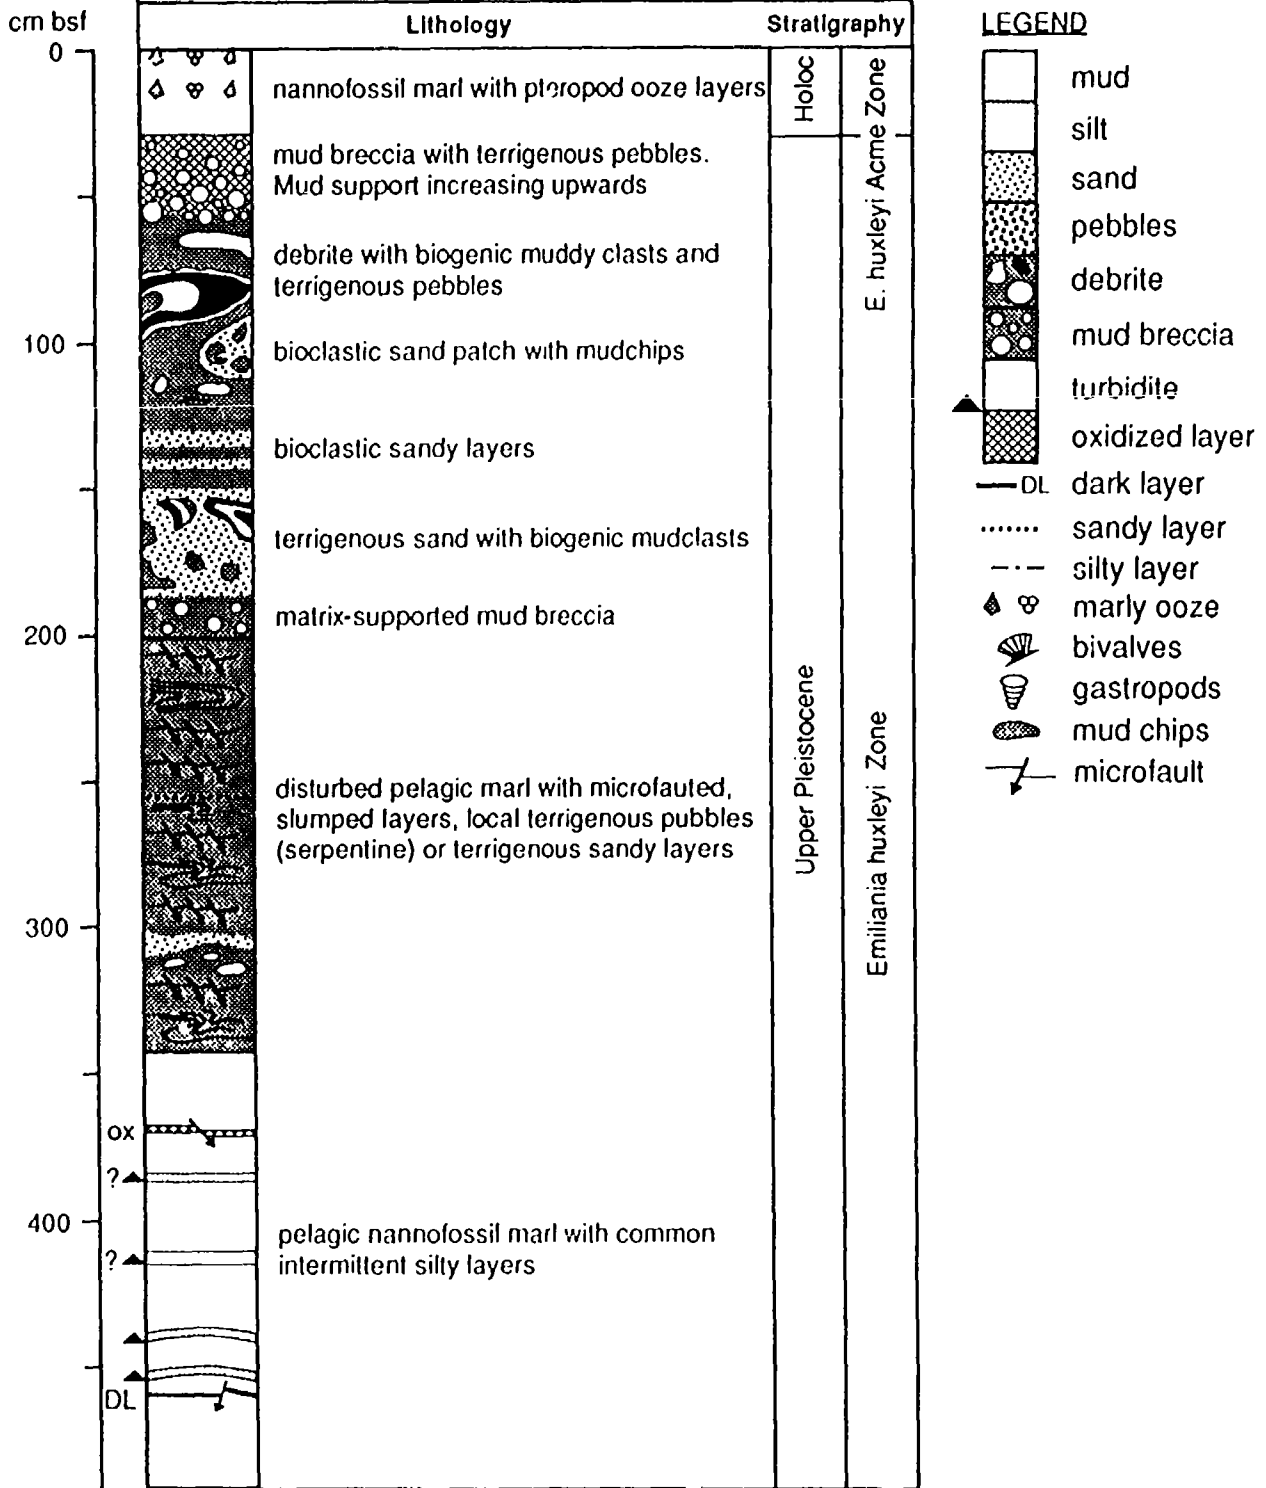 cm bsf
Lithology
Stratigraphy
0
nannofossil marl with pteropod ooze layers
mud breccia with terrigenous pebbles.
Mud support increasing upwards
debrite with biogenic muddy clasts and
terrigenous pebbles
100
bioclastic sand patch with mudchips
bioclastic sandy layers
terrigenous sand with biogenic mudclasts
matrix-supported mud breccia
200
disturbed pelagic marl with microfauted,
slumped layers, local terrigenous pubbles
(serpentine) or terrigenous sandy layers
300
ox
?
400
pelagic nannofossil marl with common
intermittent silty layers
?
DL
Holoc
Upper Pleistocene
E. huxleyi Acme Zone
Emiliania huxleyi Zone
LEGEND
mud
silt
sand
pebbles
debrite
mud breccia
turbidite
oxidized layer
DL dark layer
sandy layer
silty layer
marly ooze
bivalves
gastropods
mud chips
microfault